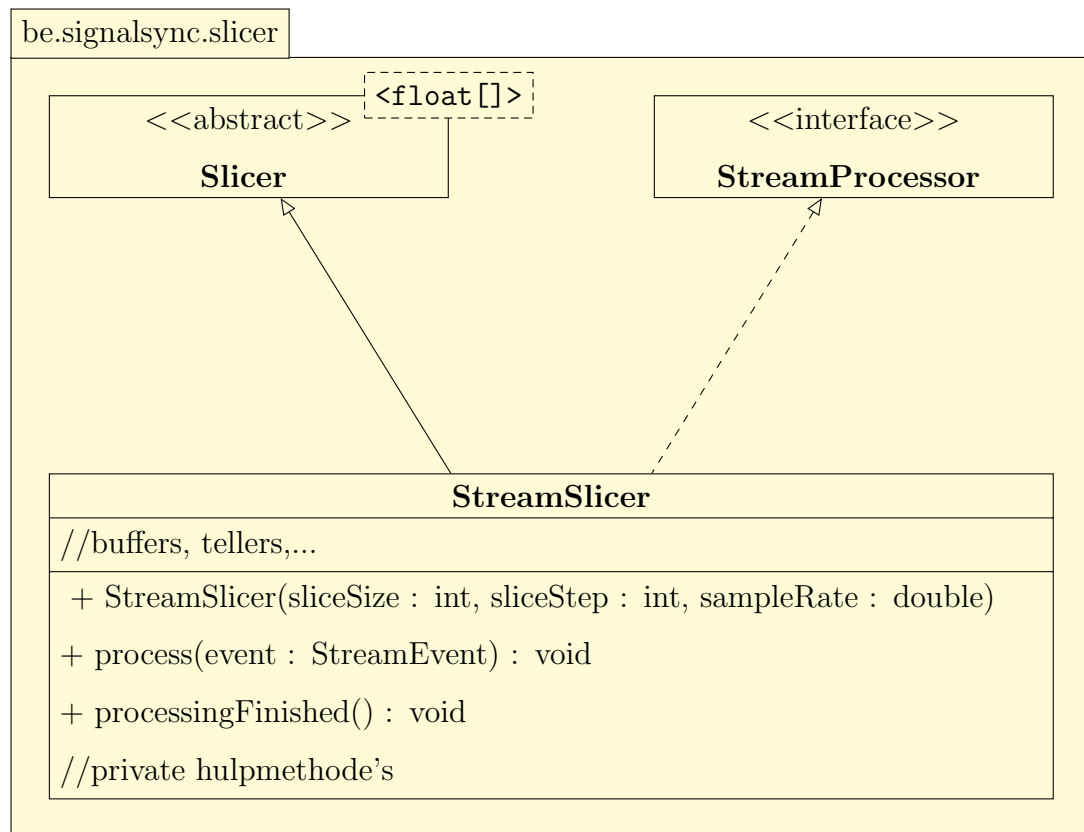 be.signalsync.slicer
<float[]>
<<abstract>>
Slicer
<<interface>>
StreamProcessor
StreamSlicer
//buffers, tellers,...
+ StreamSlicer(sliceSize : int, sliceStep : int, sampleRate : double)
+ process(event : StreamEvent) : void
+ processingFinished() : void
//private hulpmethode's